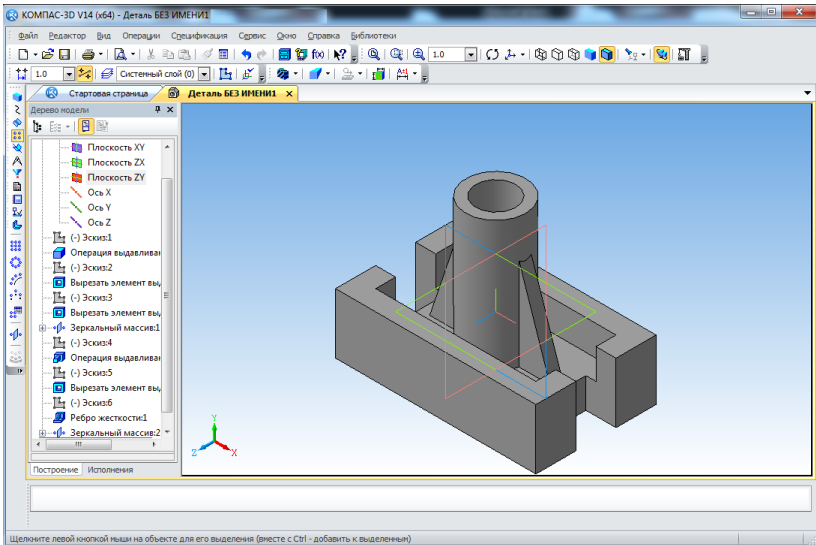 КОМПАС-3D V14 (x64) - Деталь БЕЗ ИМЕНИ1
Файл Редактор Вид Операции Спецификация Сервис Окно Справка Библиотеки
f(x) 1.0
1.0 Системный слой (0)
Стартовая страница Деталь БЕЗ ИМЕНИ1
Дерево модели
Плоскость XY
Плоскость ZX
Плоскость ZY
Ось X
Ось Y
Ось Z
(-) Эскиз:1
Операция выдавливан
(-) Эскиз:2
Вырезать элемент вы
(-) Эскиз:3
Вырезать элемент вы
Зеркальный массив:1
(-) Эскиз:4
Операция выдавливан
(-) Эскиз:5
Вырезать элемент вы
(-) Эскиз:6
Ребро жесткости:1
Зеркальный массив:2
Y
Z X
Построение Исполнения
Щелкните левой кнопкой мыши на объекте для его выделения (вместе с Ctrl - добавить к выделенным)